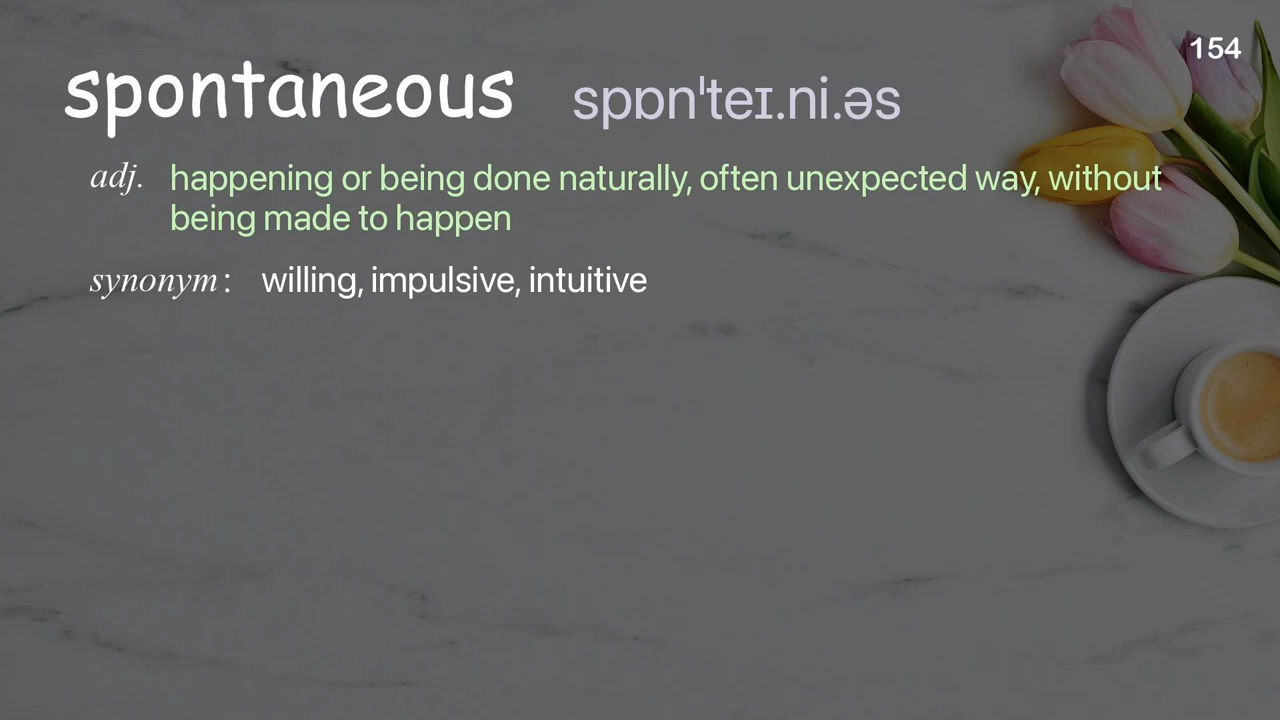 154
spontaneous spɒnˈteɪ.ni.əs
adj. happening or being done naturally, often unexpected way, without
being made to happen
synonym: willing, impulsive, intuitive